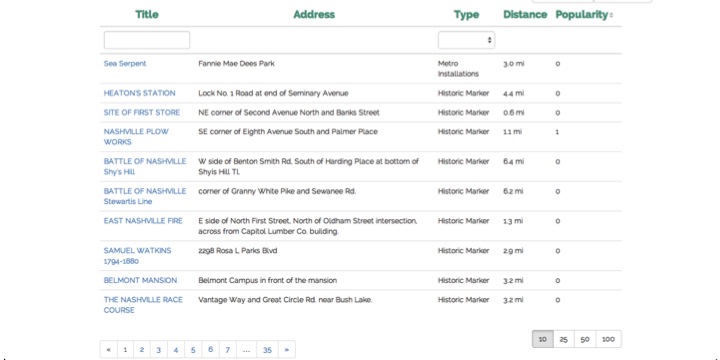 Title Address Type Distance Popularity
Sea Serpent Fannie Mae Dees Park Metro Installations 3.0 mi 0
HEATON'S STATION Lock No. 1 Road at end of Seminary Avenue Historic Marker 4.4 mi 0
SITE OF FIRST STORE NE corner of Second Avenue North and Banks Street Historic Marker 0.6 mi 0
NASHVILLE PLOW WORKS SE corner of Eighth Avenue South and Palmer Place Historic Marker 1.1 mi 1
BATTLE OF NASHVILLE W side of Benton Smith Rd. South of Harding Place at bottom of Historic Marker 6.4 mi 0
Shy's Hill Shyis Hill TL
BATTLE OF NASHVILLE corner of Granny White Pike and Sewanee Rd. Historic Marker 6.2 mi 0
Stewartis Line
EAST NASHVILLE FIRE E side of North First Street, North of Oldham Street intersection, Historic Marker 1.3 mi 0
across from Capitol Lumber Co. building.
SAMUEL WATKINS 2298 Rosa L Parks Blvd Historic Marker 2.9 mi 0
1794-1880
BELMONT MANSION Belmont Campus in front of the mansion Historic Marker 3.2 mi 0
THE NASHVILLE RACE Vantage Way and Great Circle Rd. near Bush Lake. Historic Marker 3.2 mi 0
COURSE
« 1 2 3 4 5 6 7 ... 35 »
10 25 50 100